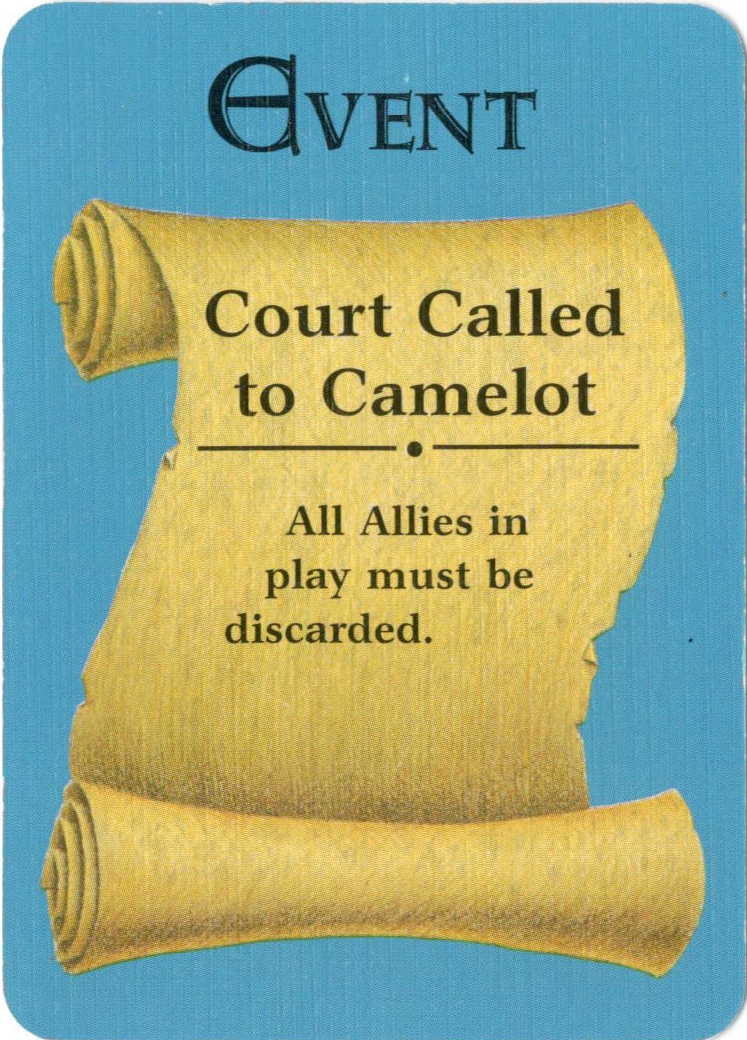 EVENT
Court Called
to Camelot
All Allies in
play must be
discarded.